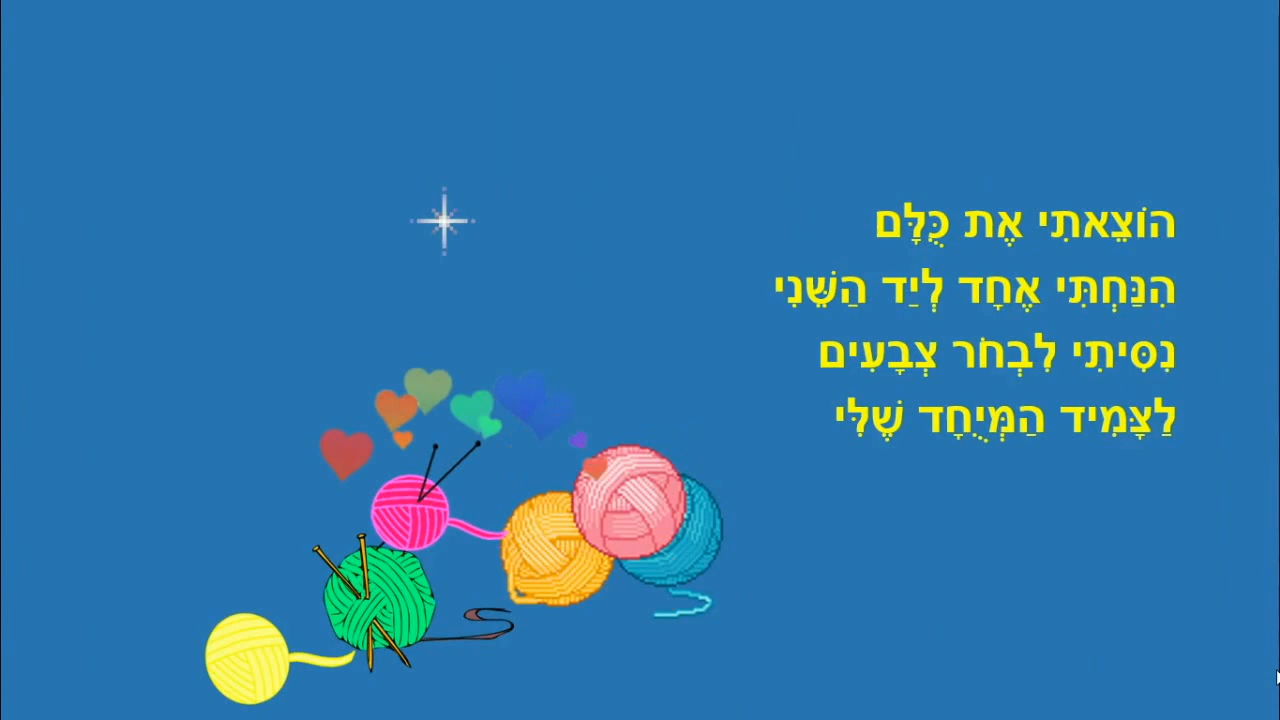 הוֹצֵאתִי אֶת כֻּלָּם
הִנַּחְתִּי אֶחָד לְיַד הַשֵּׁנִי
נִסִּיתִי לִבְחֹר צְבָעִים
לַצָּמִיד הַמְּיֻחָד שֶׁלִּי